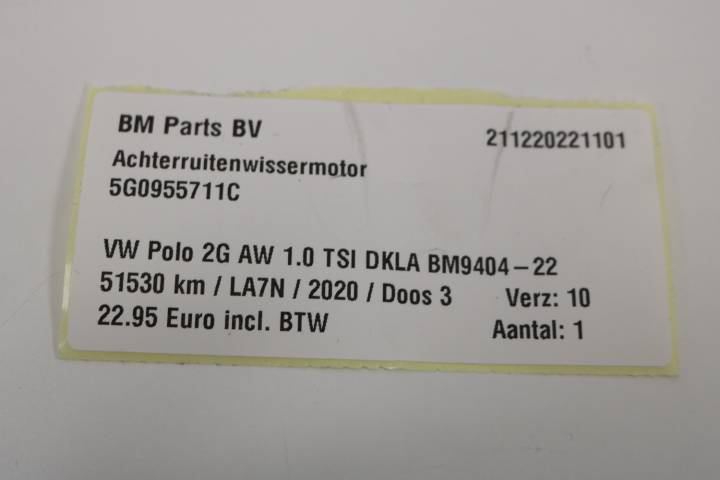 BM Parts BV 211220221101
Achterruitenwissermotor
5G0955711C
VW Polo 2G AW 1.0 TSI DKLA BM9404-22
51530 km / LA7N / 2020 / Doos 3 Verz: 10
22.95 Euro incl. BTW Aantal: 1